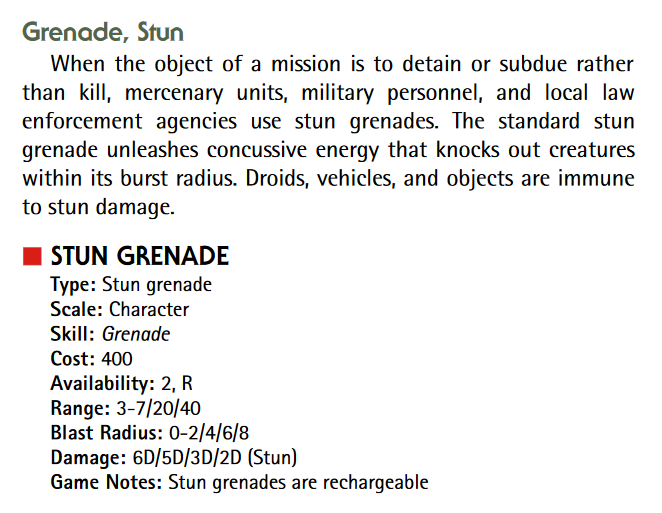 Grenade, Stun
When the object of a mission is to detain or subdue rather
than kill, mercenary units, military personnel, and local law
enforcement agencies use stun grenades. The standard stun
grenade unleashes concussive energy that knocks out creatures
within its burst radius. Droids, vehicles, and objects are immune
to stun damage.
STUN GRENADE
Type: Stun grenade
Scale: Character
Skill: Grenade
Cost: 400
Availability: 2, R
Range: 3-7/20/40
Blast Radius: 0-2/4/6/8
Damage: 6D/5D/3D/2D (Stun)
Game Notes: Stun grenades are rechargeable